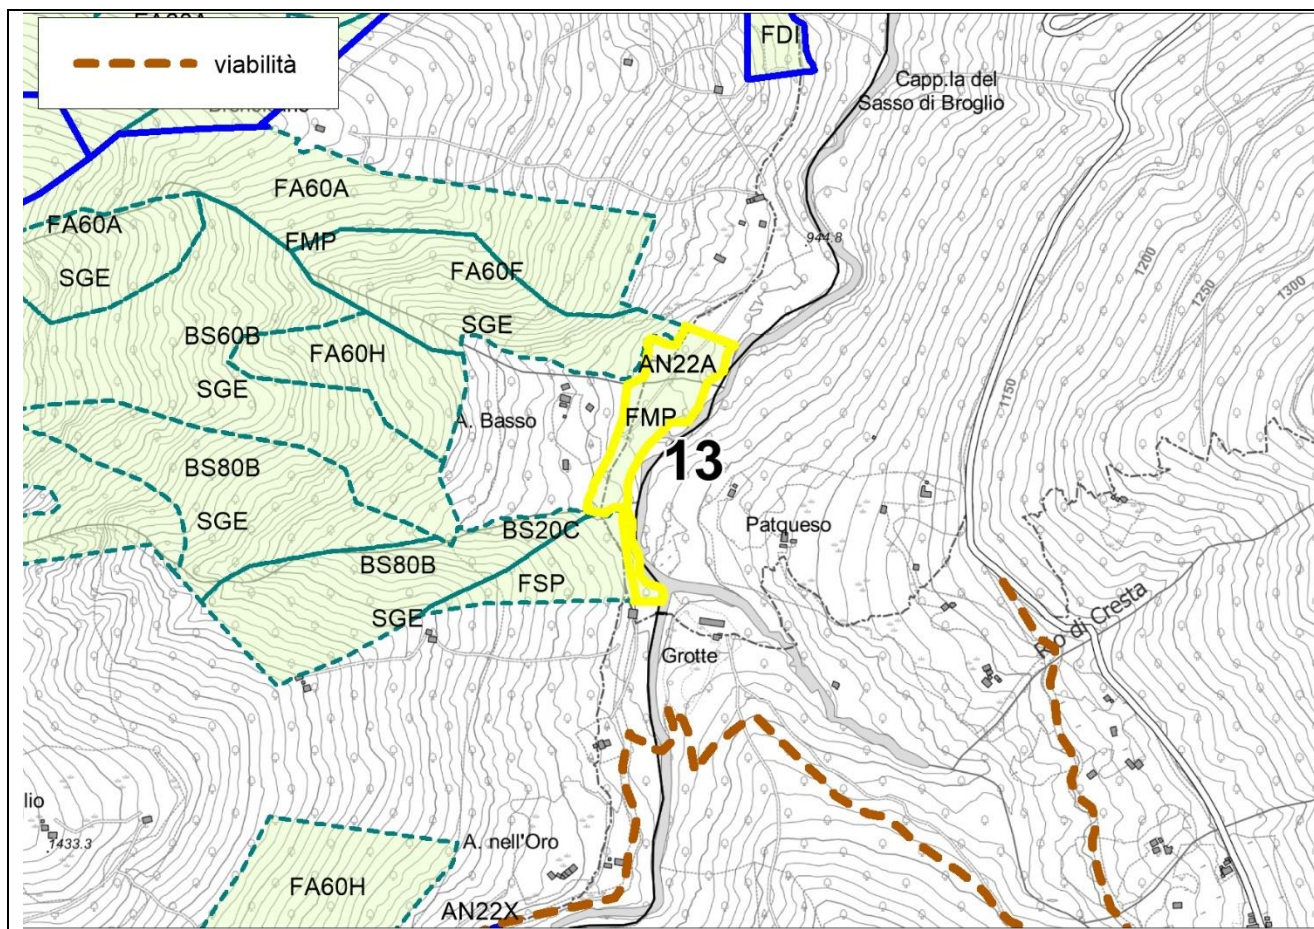 viabilità
FDI
Capp.la del
Sasso di Broglio
FA60A
FA60A
FMP
944.8
SGE
FA60F
1200
1250
1300
SGE
BS60B
FA60H
AN22A
SGE
1150
A. Basso
FMP
13
BS80B
SGE
BS20C
Patqueso
BS80B
FSP
SGE
Rio di Cresta
Grotte
lio
1433.3
A. nell'Oro
FA60H
AN22X